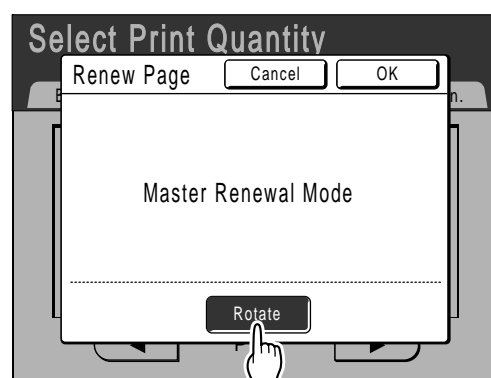 Select Print Quantity
Renew Page Cancel OK
Master Renewal Mode
Rotate